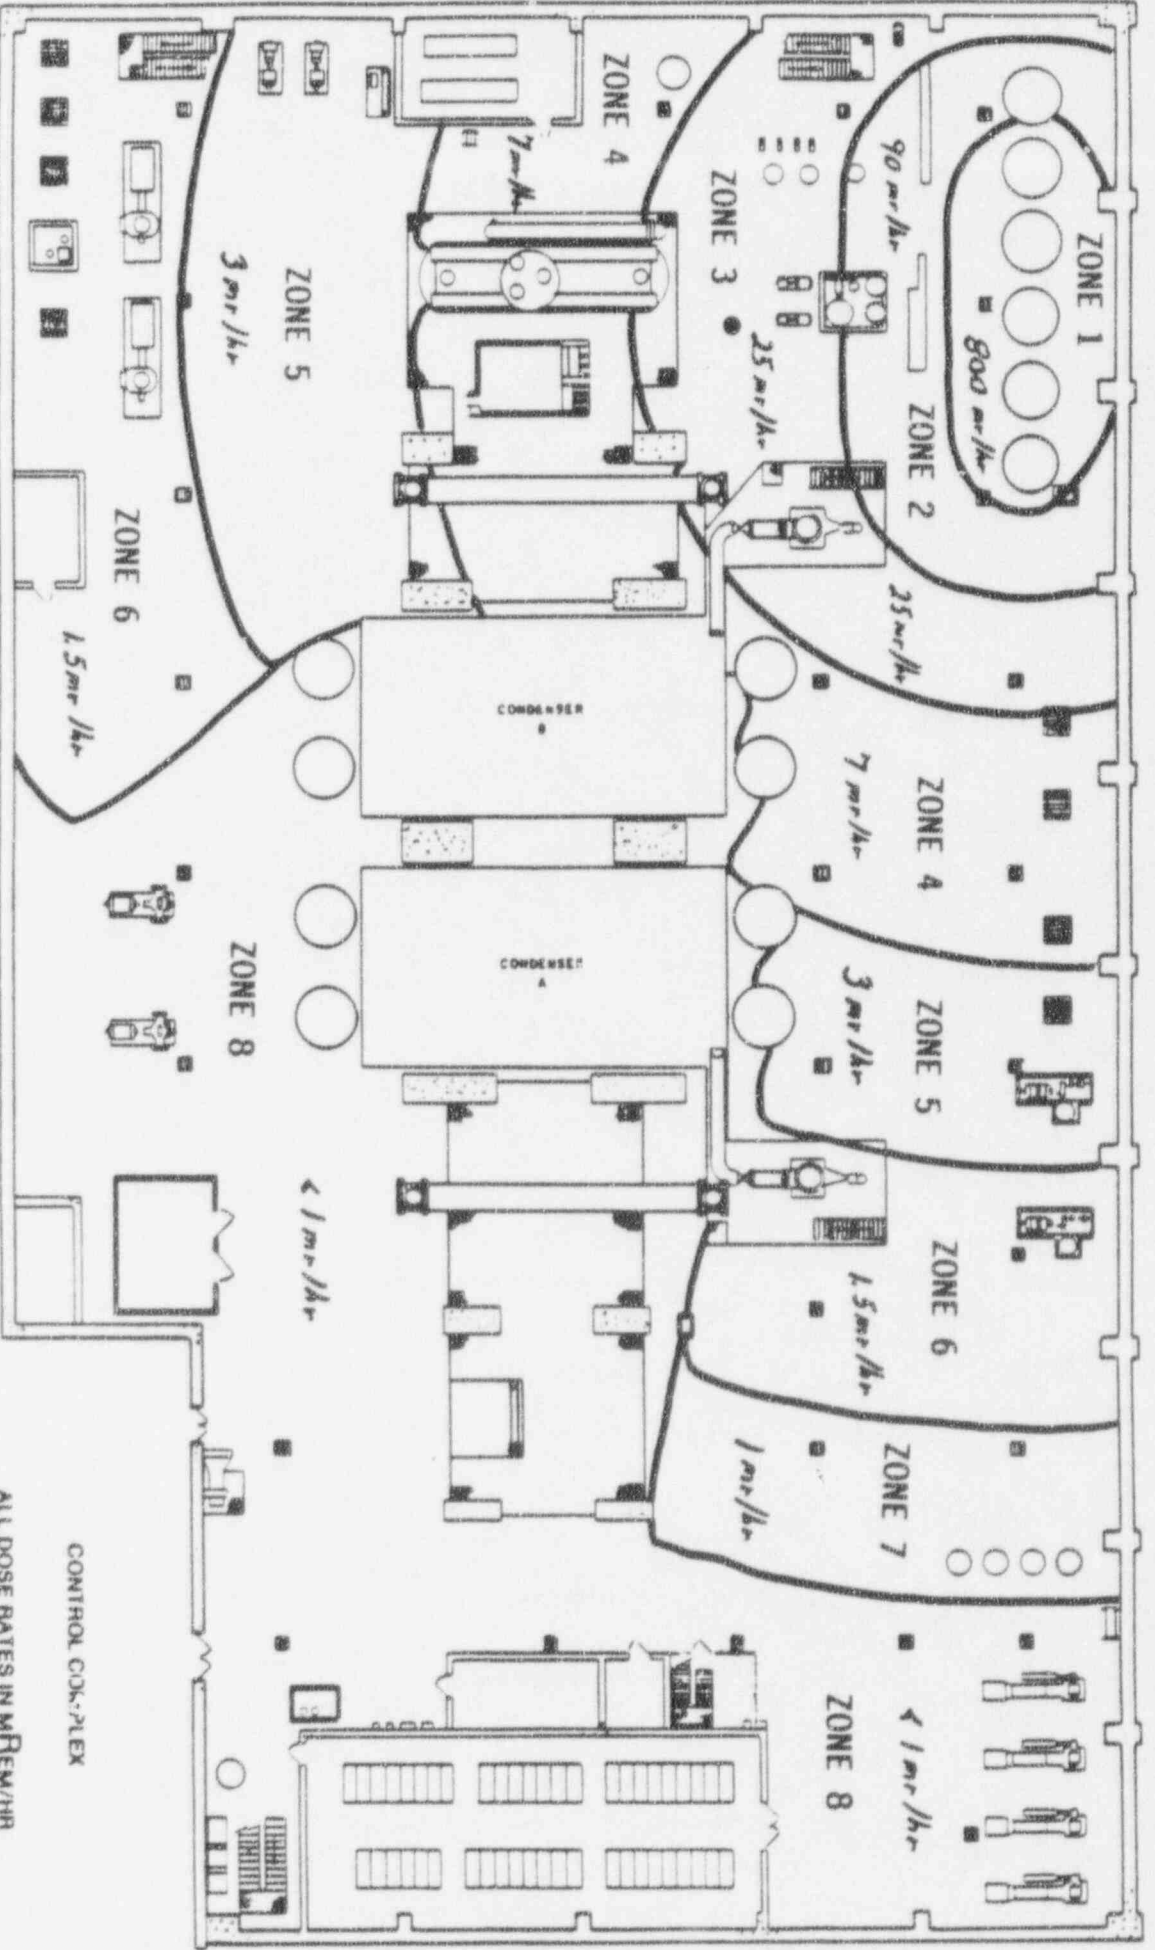 ZONE 1
800 mr/hr
ZONE 2
90 mr/hr
ZONE 3
25 mr/hr
25 mr/hr
ZONE 4
7 mr/hr
ZONE 4
7 mr/hr
ZONE 5
3 mr/hr
ZONE 5
3 mr/hr
ZONE 6
1.5 mr/hr
ZONE 6
1.5 mr/hr
ZONE 7
1 mr/hr
ZONE 8
< 1 mr/hr
ZONE 8
< 1 mr/hr
CONDENSER
B
CONDENSER
A
CONTROL COMPLEX
ALL DOSE RATES IN MREM/HR